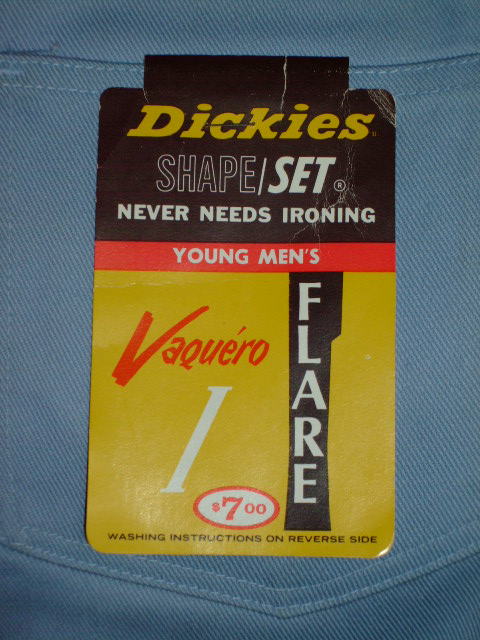 Dickies
SHAPE/SET®
NEVER NEEDS IRONING
YOUNG MEN'S
Vaquéro
I
FLARE
$7.00
WASHING INSTRUCTIONS ON REVERSE SIDE